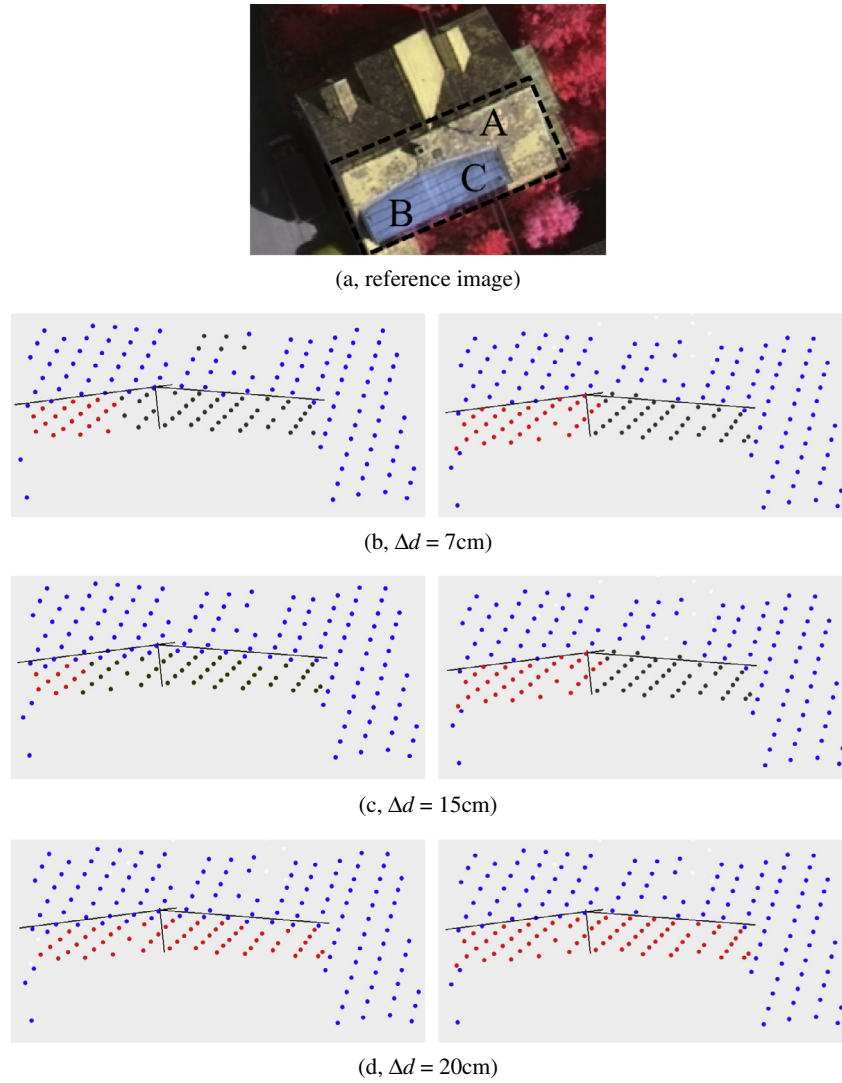 A
C
B
(a, reference image)
(b, Δd = 7cm)
(c, Δd = 15cm)
(d, Δd = 20cm)